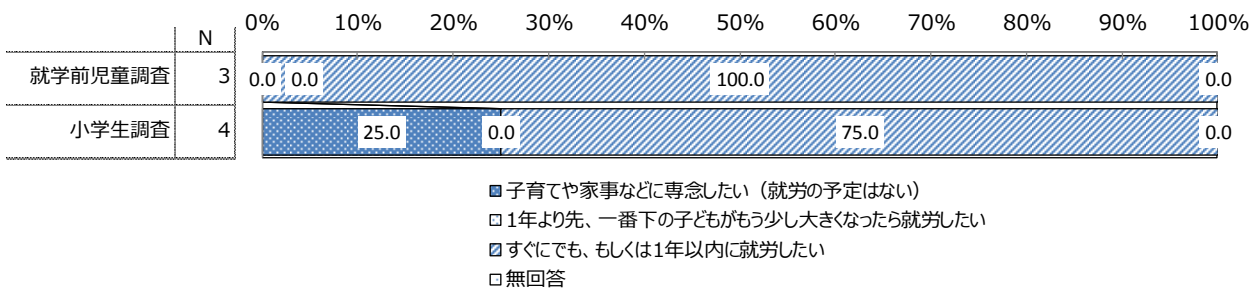 0% 10% 20% 30% 40% 50% 60% 70% 80% 90% 100%
N
就学前児童調査 3 0.0 0.0 100.0 0.0
小学生調査 4 25.0 0.0 75.0 0.0
子育てや家事などに専念したい（就労の予定はない）
1年より先、一番下の子どもがもう少し大きくなったら就労したい
すぐにでも、もしくは1年以内に就労したい
無回答